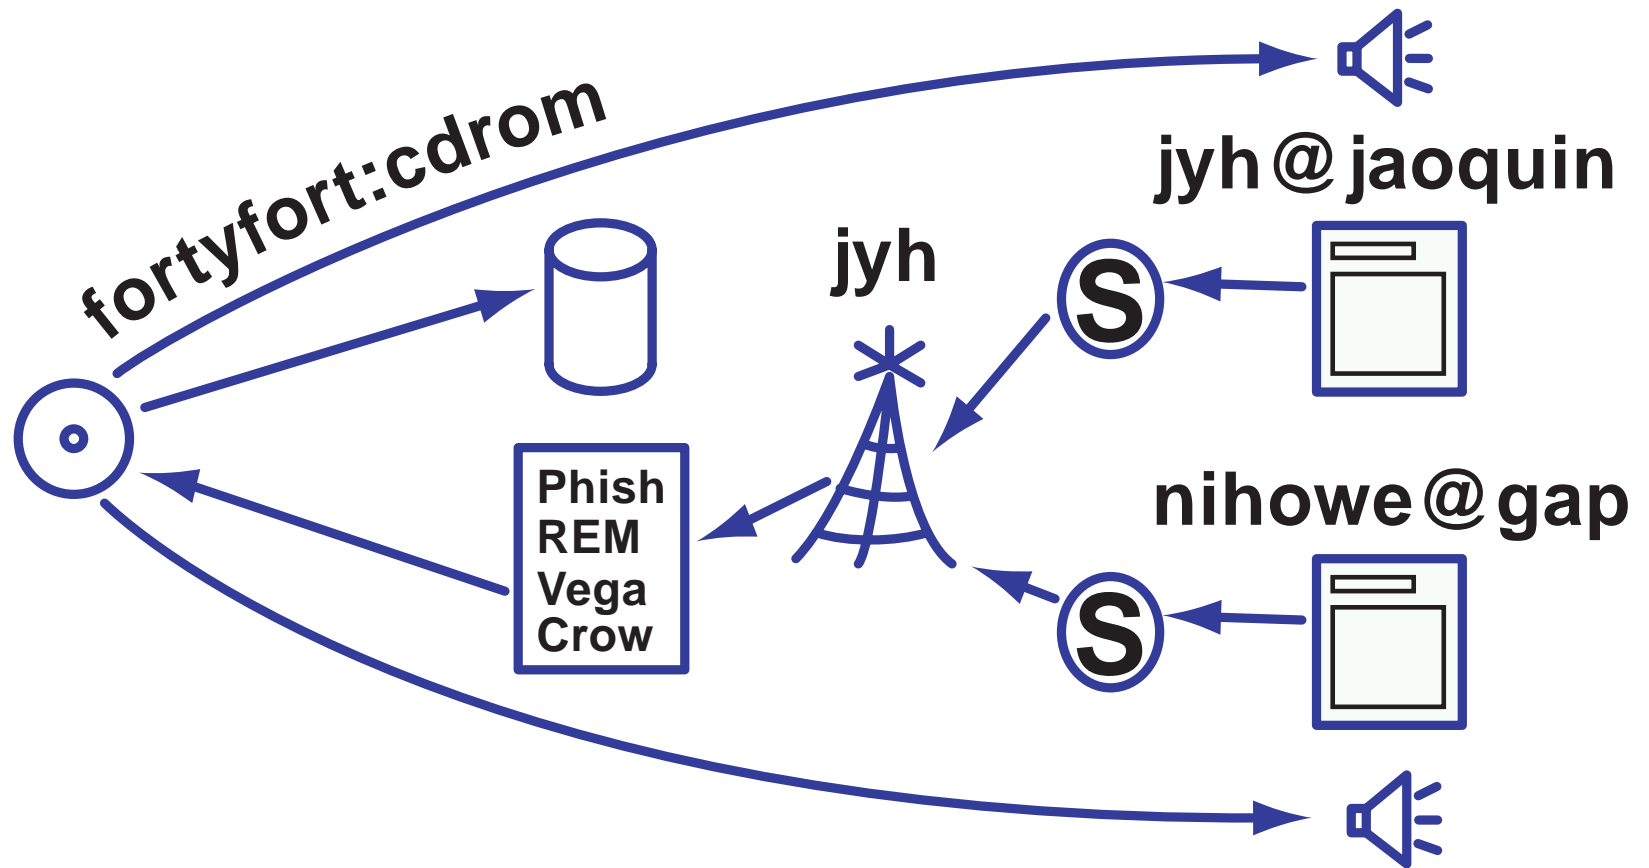 fortyfort:cdrom
jyh@jaoquin
jyh
S
Phish
REM
Vega
Crow
nihowe@gap
S